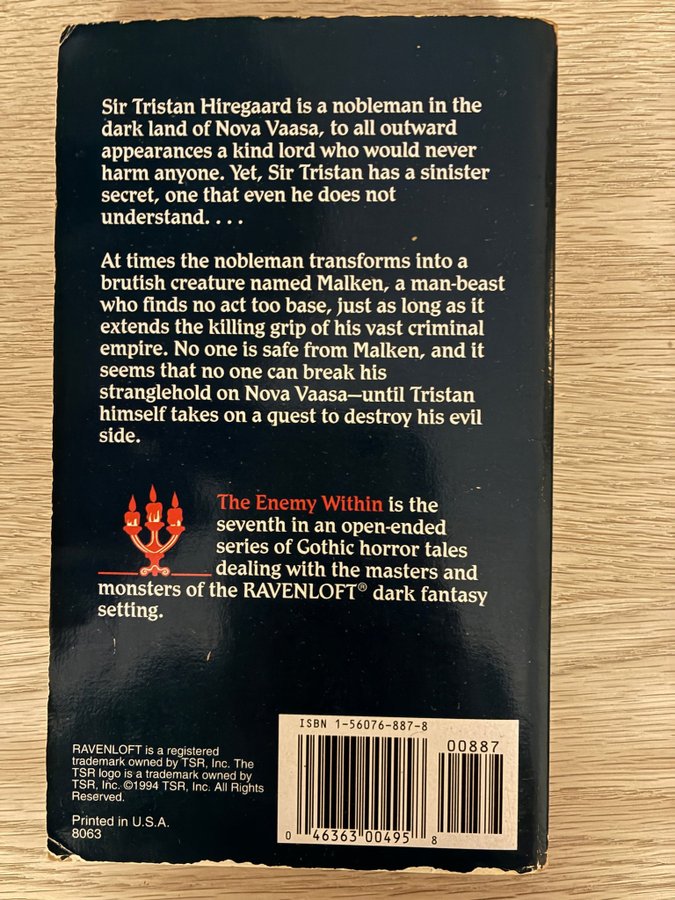 Sir Tristan Hiregaard is a nobleman in the
dark land of Nova Vaasa, to all outward
appearances a kind lord who would never
harm anyone. Yet, Sir Tristan has a sinister
secret, one that even he does not
understand. . . .
At times the nobleman transforms into a
brutish creature named Malken, a man-beast
who finds no act too base, just as long as it
extends the killing grip of his vast criminal
empire. No one is safe from Malken, and it
seems that no one can break his
stranglehold on Nova Vaasa—until Tristan
himself takes on a quest to destroy his evil
side.
The Enemy Within is the
seventh in an open-ended
series of Gothic horror tales
dealing with the masters and
monsters of the RAVENLOFT® dark fantasy
setting.
RAVENLOFT is a registered
trademark owned by TSR, Inc. The
TSR logo is a trademark owned by
TSR, Inc. ©1994 TSR, Inc. All Rights
Reserved.
Printed in U.S.A.
8063
ISBN 1-56076-887-8
00887
0 46363 00495 8